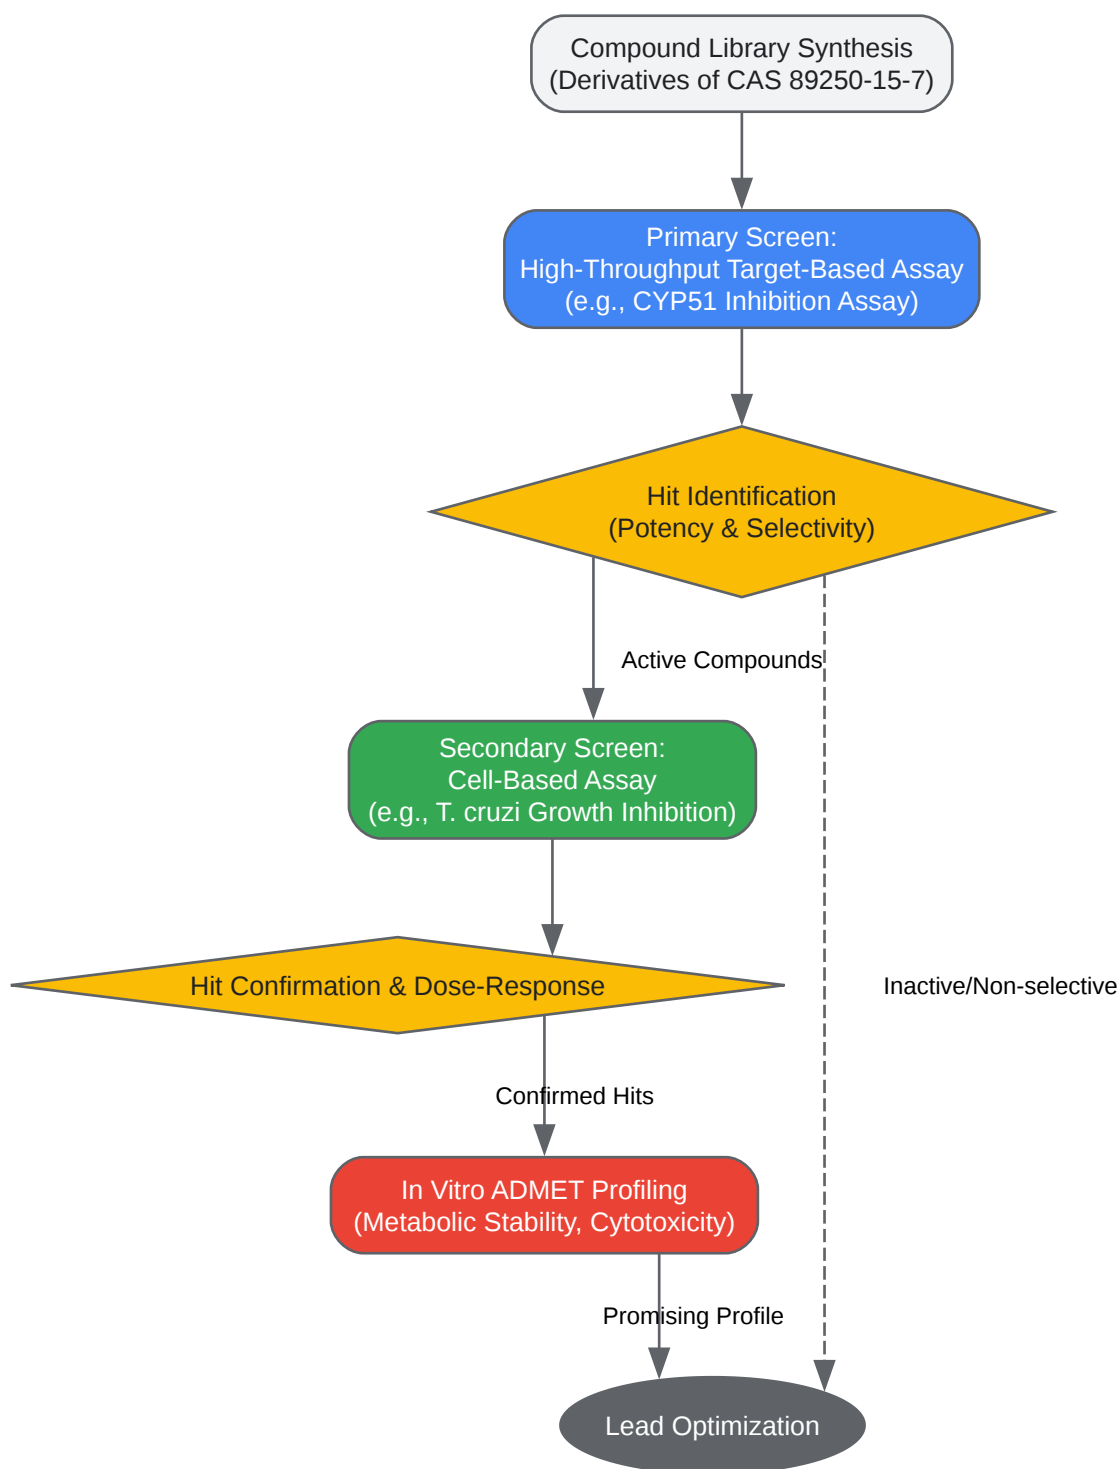 Compound Library Synthesis
(Derivatives of CAS 89250-15-7)
Primary Screen:
High-Throughput Target-Based Assay
(e.g., CYP51 Inhibition Assay)
Hit Identification
(Potency & Selectivity)
Active Compounds
Secondary Screen:
Cell-Based Assay
(e.g., T. cruzi Growth Inhibition)
Hit Confirmation & Dose-Response
Inactive/Non-selective
Confirmed Hits
In Vitro ADMET Profiling
(Metabolic Stability, Cytotoxicity)
Promising Profile
Lead Optimization